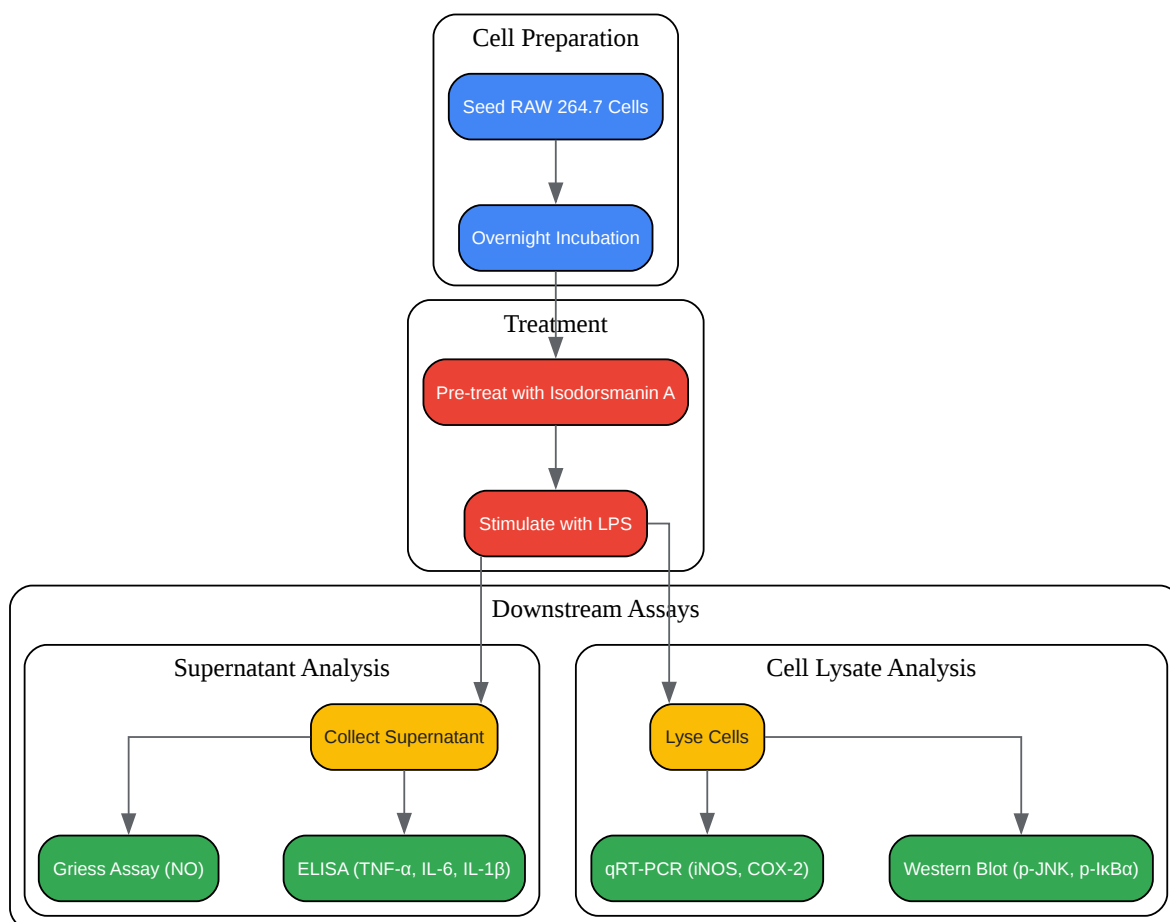 Cell Preparation
Seed RAW 264.7 Cells
Overnight Incubation
Treatment
Pre-treat with Isodorsmanin A
Stimulate with LPS
Downstream Assays
Supernatant Analysis
Cell Lysate Analysis
Collect Supernatant
Lyse Cells
Griess Assay (NO)
ELISA (TNF-α, IL-6, IL-1β)
qRT-PCR (iNOS, COX-2)
Western Blot (p-JNK, p-IκBα)